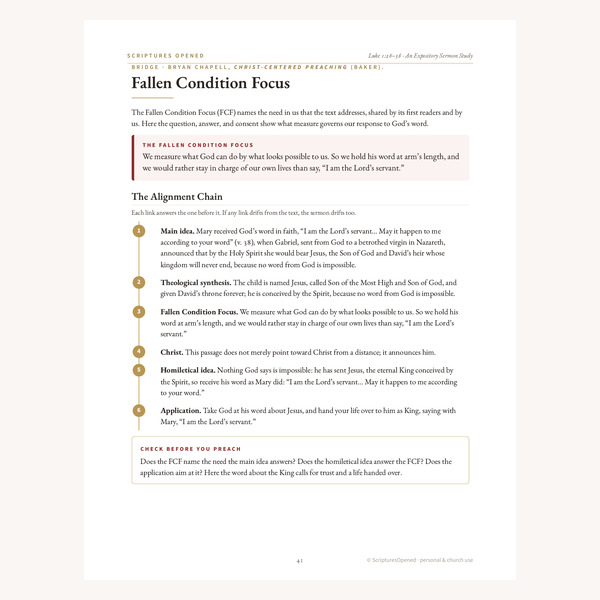 SCRIPTURES OPENED
Luke 1:26–38 · An Expository Sermon Study
BRIDGE · BRYAN CHAPELL, CHRIST-CENTERED PREACHING (BAKER).
Fallen Condition Focus
The Fallen Condition Focus (FCF) names the need in us that the text addresses, shared by its first readers and by
us. Here the question, answer, and consent show what measure governs our response to God’s word.
THE FALLEN CONDITION FOCUS
We measure what God can do by what looks possible to us. So we hold his word at arm’s length, and
we would rather stay in charge of our own lives than say, “I am the Lord’s servant.”
The Alignment Chain
Each link answers the one before it. If any link drifts from the text, the sermon drifts too.
1 Main idea. Mary received God’s word in faith, “I am the Lord’s servant… May it happen to me
according to your word” (v. 38), when Gabriel, sent from God to a betrothed virgin in Nazareth,
announced that by the Holy Spirit she would bear Jesus, the Son of God and David’s heir whose
kingdom will never end, because no word from God is impossible.
2 Theological synthesis. The child is named Jesus, called Son of the Most High and Son of God, and
given David’s throne forever; he is conceived by the Spirit, because no word from God is impossible.
3 Fallen Condition Focus. We measure what God can do by what looks possible to us. So we hold his
word at arm’s length, and we would rather stay in charge of our own lives than say, “I am the Lord’s
servant.”
4 Christ. This passage does not merely point toward Christ from a distance; it announces him.
5 Homiletical idea. Nothing God says is impossible: he has sent Jesus, the eternal King conceived by
the Spirit, so receive his word as Mary did: “I am the Lord’s servant… May it happen to me according
to your word.”
6 Application. Take God at his word about Jesus, and hand your life over to him as King, saying with
Mary, “I am the Lord’s servant.”
CHECK BEFORE YOU PREACH
Does the FCF name the need the main idea answers? Does the homiletical idea answer the FCF? Does the
application aim at it? Here the word about the King calls for trust and a life handed over.
41
© ScripturesOpened · personal & church use